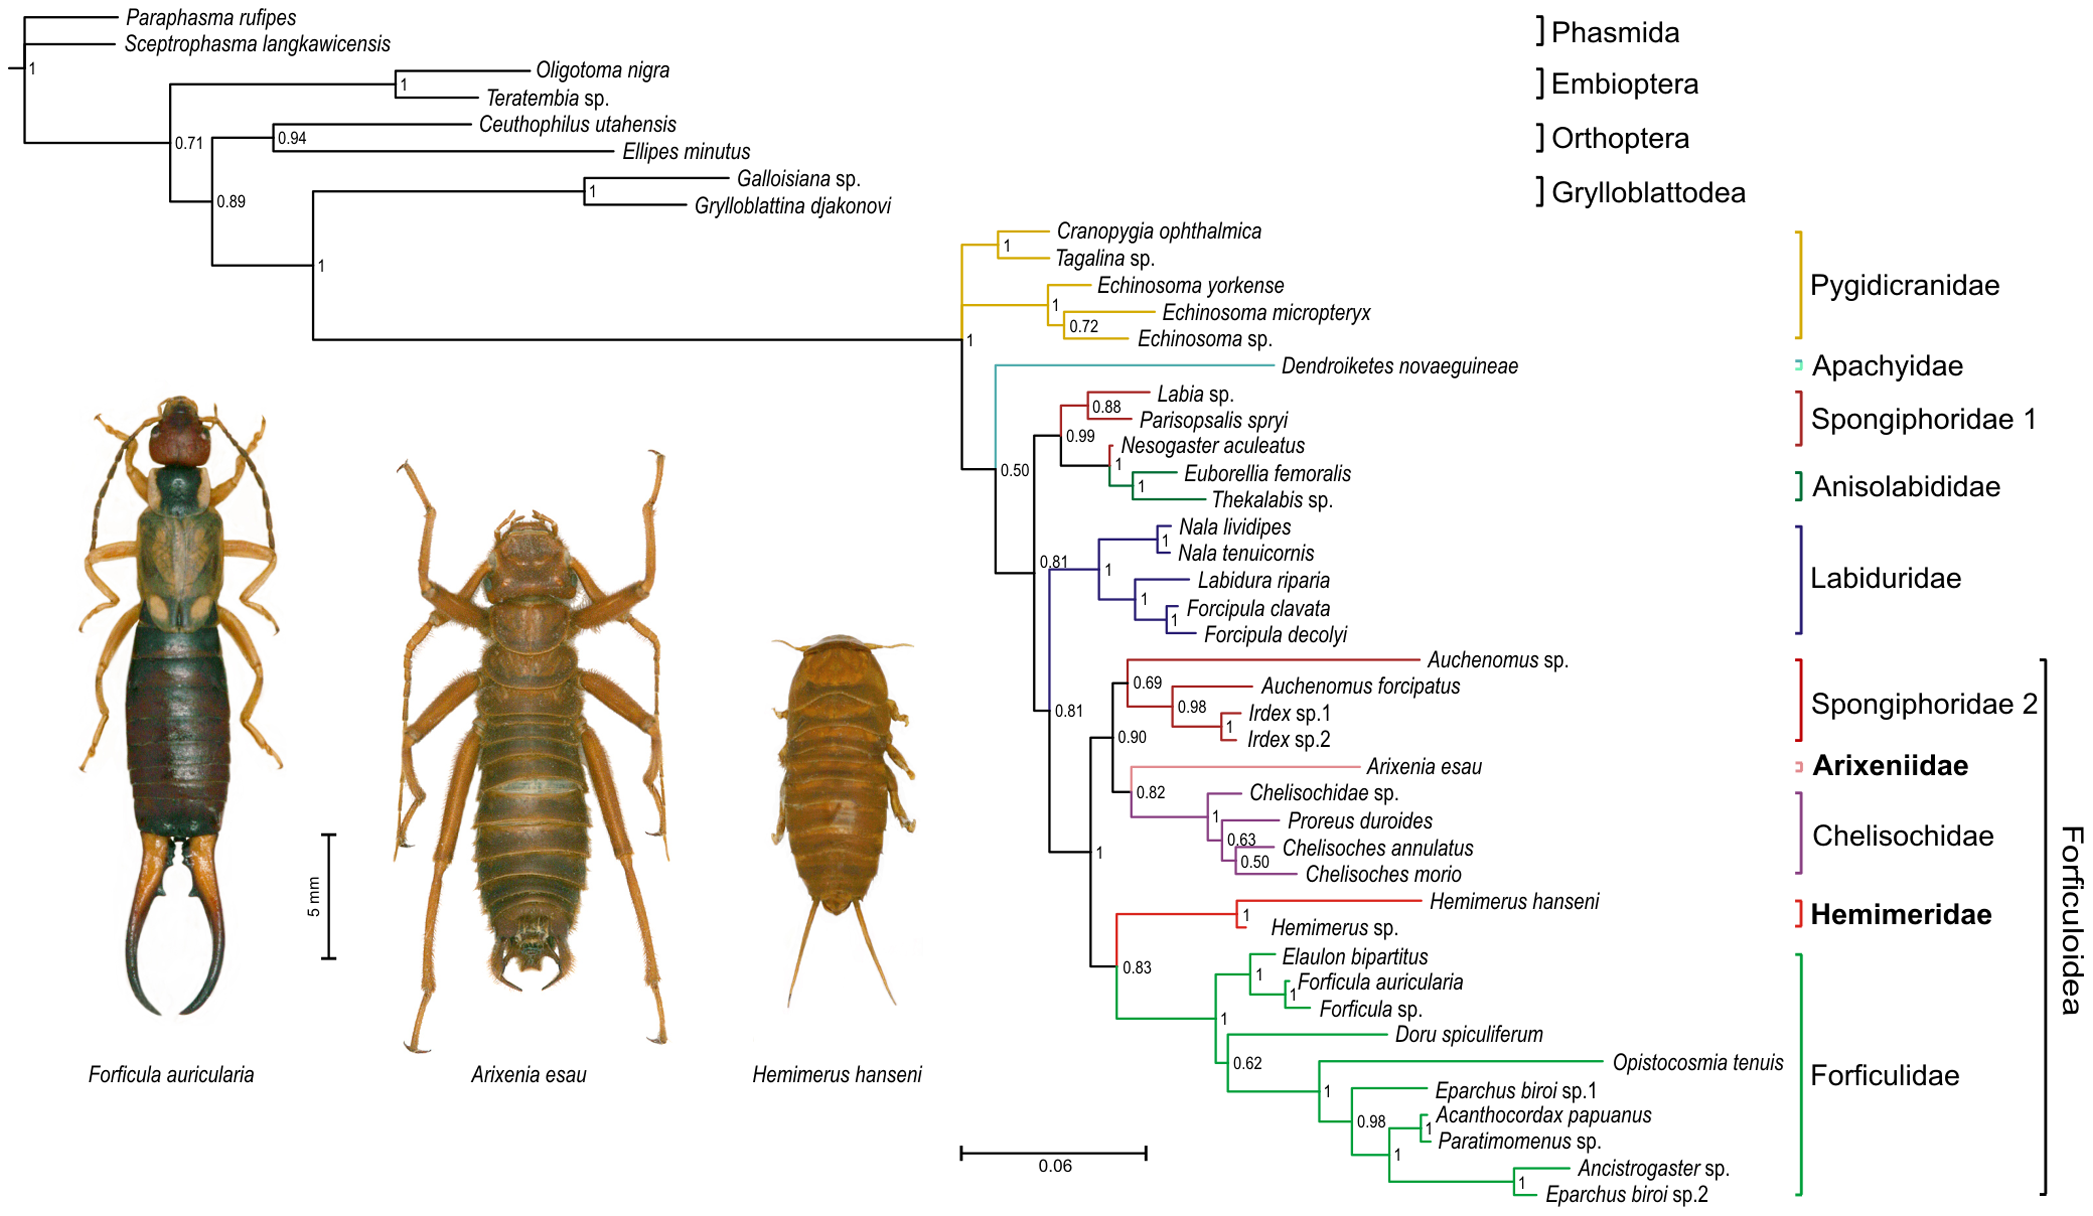 Paraphasma rufipes
Sceptrophasma langkawicensis
1
Phasmida
Oligotoma nigra
1
Teratembia sp.
Embioptera
0.71
Ceuthophilus utahensis
0.94
Ellipes minutus
Orthoptera
0.89
Galloisiana sp.
1
Grylloblattina djakonovi
Grylloblattodea
1
Cranopygia ophthalmica
1
Tagalina sp.
Echinosoma yorkense
1
Echinosoma micropteryx
0.72
Echinosoma sp.
Pygidicranidae
1
Dendroiketes novaeguineae
Apachyidae
0.50
Labia sp.
0.88
Parisopsalis spryi
0.99
Nesogaster aculeatus
Spongiphoridae 1
1
Euborellia femoralis
1
Thekalabis sp.
Anisolabididae
0.81
Nala lividipes
1
Nala tenuicornis
1
Labidura riparia
1
Forcipula clavata
1
Forcipula decolyi
Labiduridae
0.81
Auchenomus sp.
0.69
Auchenomus forcipatus
0.98
Irdex sp.1
1
Irdex sp.2
Spongiphoridae 2
0.90
Arixenia esau
Arixeniidae
0.82
Chelisochidae sp.
1
Proreus duroides
0.63
Chelisoches annulatus
0.50
Chelisoches morio
Chelisochidae
1
Hemimerus hanseni
1
Hemimerus sp.
Hemimeridae
0.83
Elaulon bipartitus
1
Forficula auricularia
1
Forficula sp.
1
Doru spiculiferum
0.62
Opistocosmia tenuis
1
Eparchus biroi sp.1
0.98
Acanthocordax papuanus
1
Paratimomenus sp.
1
Ancistrogaster sp.
1
Eparchus biroi sp.2
Forficulidae
Forficuloidea
5 mm
Forficula auricularia
Arixenia esau
Hemimerus hanseni
0.06